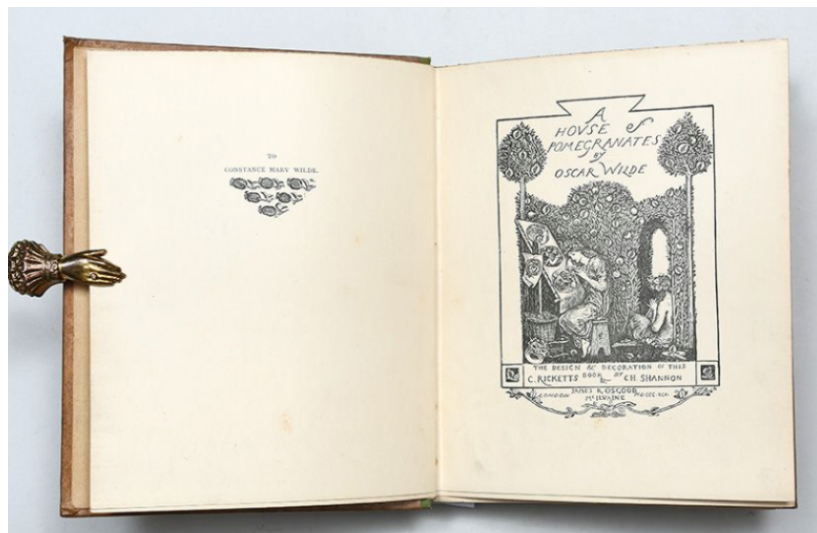 TO
CONSTANCE MARY WILDE.
A
HOVSE of
POMEGRANATES
BY
OSCAR WILDE
THE DESIGN & DECORATION OF THIS
BOOK BY
C. RICKETTS & C.H. SHANNON
JAMES R OSGOOD
LONDON McILVAINE MDCCCXCI